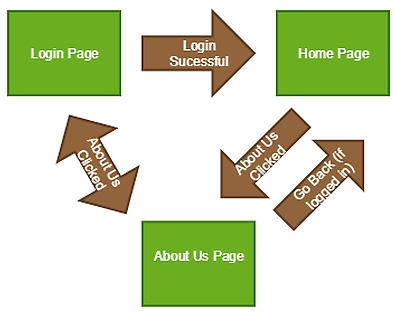 Login Page
Login
Sucessful
Home Page
About Us
Clicked
About Us
Clicked
Go Back (if
logged in)
About Us Page